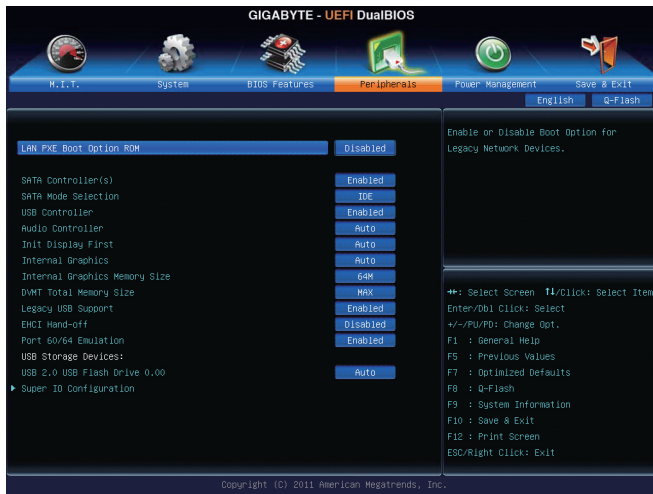 GIGABYTE - UEFI DualBIOS
M.I.T. System BIOS Features Peripherals Power Management Save & Exit
English Q-Flash
LAN PXE Boot Option ROM Disabled
SATA Controller(s) Enabled
SATA Mode Selection IDE
USB Controller Enabled
Audio Controller Auto
Init Display First Auto
Internal Graphics Auto
Internal Graphics Memory Size 64M
DVMT Total Memory Size MAX
Legacy USB Support Enabled
EHCI Hand-off Disabled
Port 60/64 Emulation Enabled
USB Storage Devices:
USB 2.0 USB Flash Drive 0.00 Auto
Super IO Configuration
Enable or Disable Boot Option for
Legacy Network Devices.
↔: Select Screen ↑↓/Click: Select Item
Enter/Dbl Click: Select
+/-/PU/PD: Change Opt.
F1 : General Help
F5 : Previous Values
F7 : Optimized Defaults
F8 : Q-Flash
F9 : System Information
F10 : Save & Exit
F12 : Print Screen
ESC/Right Click: Exit
Copyright (C) 2011 American Megatrends, Inc.